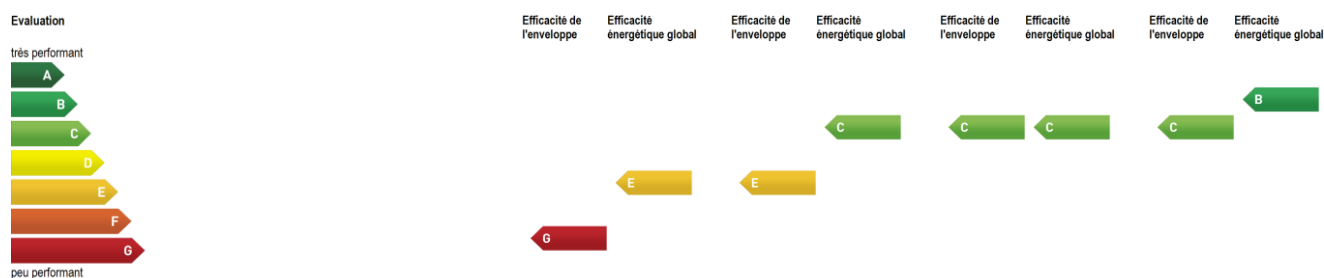 Evaluation
Efficacité de
l'enveloppe
Efficacité
énergétique global
Efficacité de
l'enveloppe
Efficacité
énergétique global
Efficacité de
l'enveloppe
Efficacité
énergétique global
Efficacité de
l'enveloppe
Efficacité
énergétique global
très performant
A
B
B
C
C
C
C
C
D
E
E
E
F
G
G
peu performant